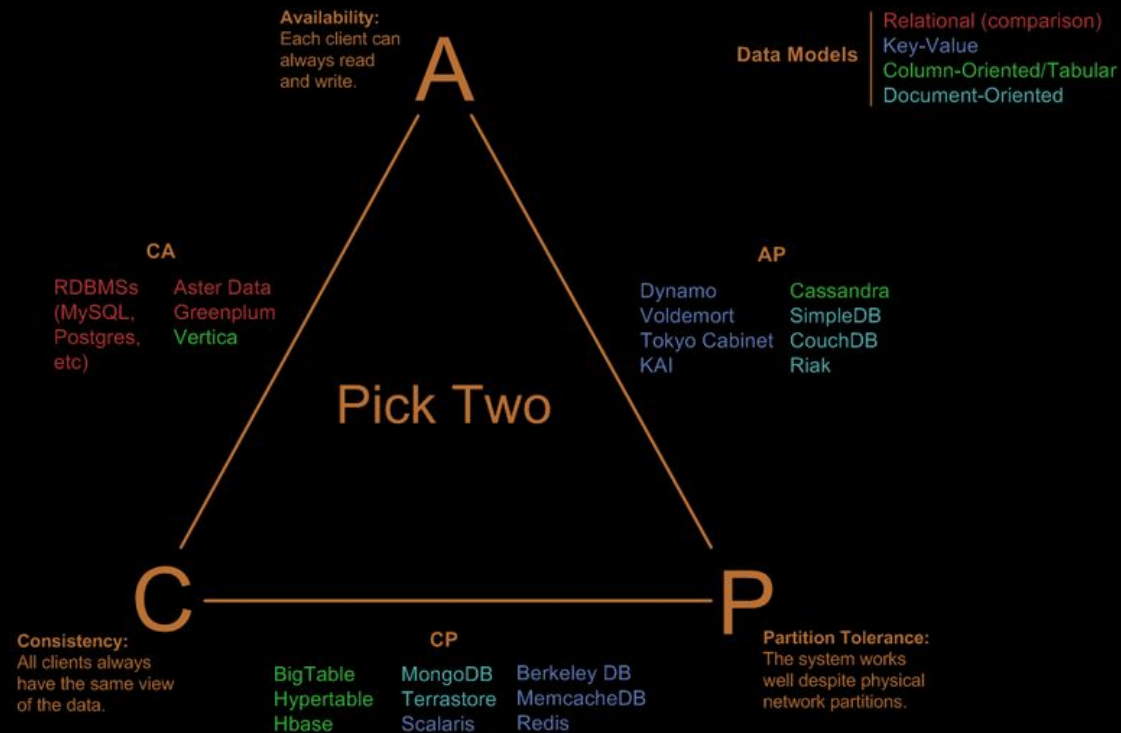 Availability:
Each client can
always read
and write.
A
Data Models
Relational (comparison)
Key-Value
Column-Oriented/Tabular
Document-Oriented
CA
RDBMSs
(MySQL,
Postgres,
etc)
Aster Data
Greenplum
Vertica
AP
Dynamo
Voldemort
Tokyo Cabinet
KAI
Cassandra
SimpleDB
CouchDB
Riak
Pick Two
C
P
Consistency:
All clients always
have the same view
of the data.
CP
BigTable
Hypertable
Hbase
MongoDB
Terrastore
Scalaris
Berkeley DB
MemcacheDB
Redis
Partition Tolerance:
The system works
well despite physical
network partitions.